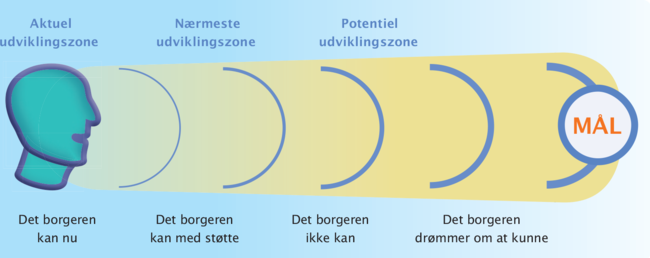 Aktuel
udviklingszone
Nærmeste
udviklingszone
Potentiel
udviklingszone
MÅL
Det borgeren
kan nu
Det borgeren
kan med støtte
Det borgeren
ikke kan
Det borgeren
drømmer om at kunne